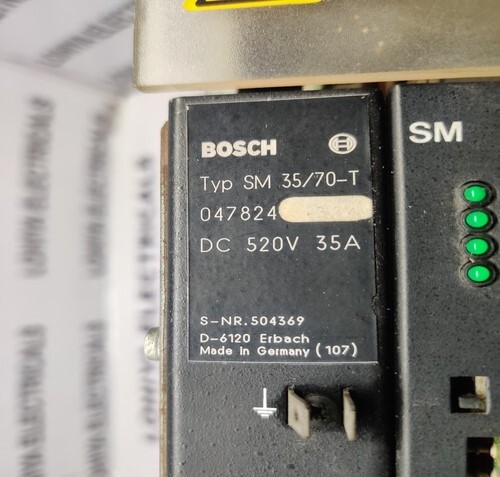 BOSCH
Typ SM 35/70-T
047824
DC 520V 35A
S-NR.504369
D-6120 Erbach
Made in Germany (107)
SM